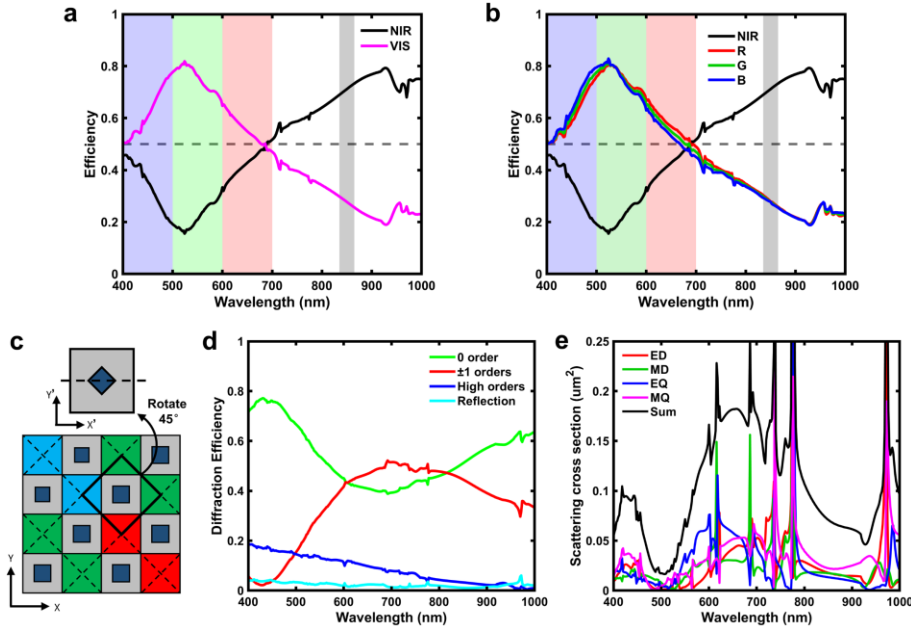 a
1
0.8
0.6
0.4
0.2
0
Efficiency
NIR
VIS
400 500 600 700 800 900 1000
Wavelength (nm)
b
1
0.8
0.6
0.4
0.2
0
Efficiency
NIR
R
G
B
400 500 600 700 800 900 1000
Wavelength (nm)
c
Y'
X'
Rotate
45°
Y
X
d
1
0.8
0.6
0.4
0.2
0
Diffraction Efficiency
0 order
±1 orders
High orders
Reflection
400 500 600 700 800 900 1000
Wavelength (nm)
e
0.25
0.2
0.15
0.1
0.05
0
Scattering cross section (um²)
ED
MD
EQ
MQ
Sum
400 500 600 700 800 900 1000
Wavelength (nm)